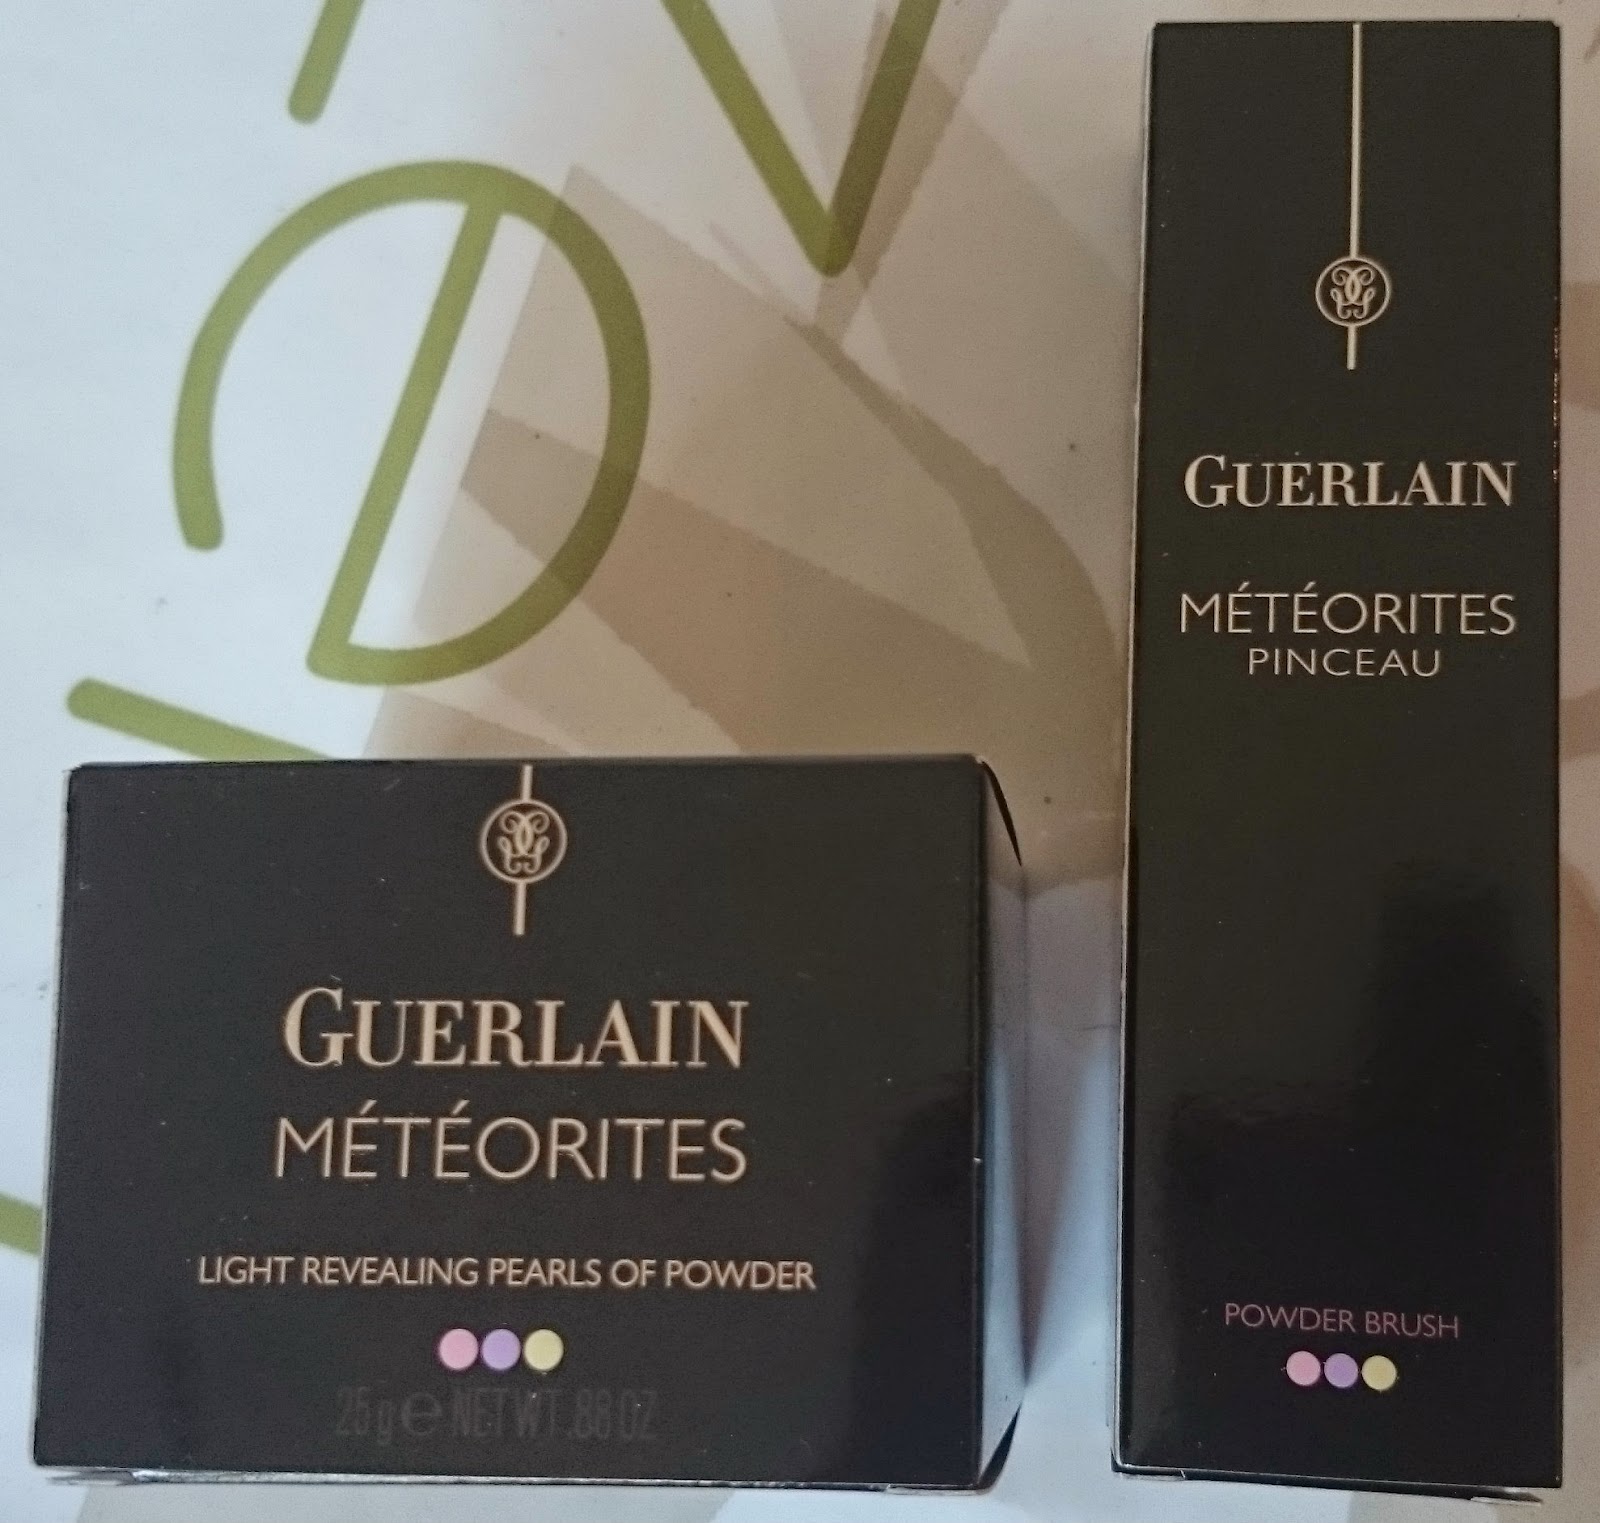 GUERLAIN
MÉTÉORITES
LIGHT REVEALING PEARLS OF POWDER
25 g e NET WT .88 OZ
GUERLAIN
MÉTÉORITES
PINCEAU
POWDER BRUSH